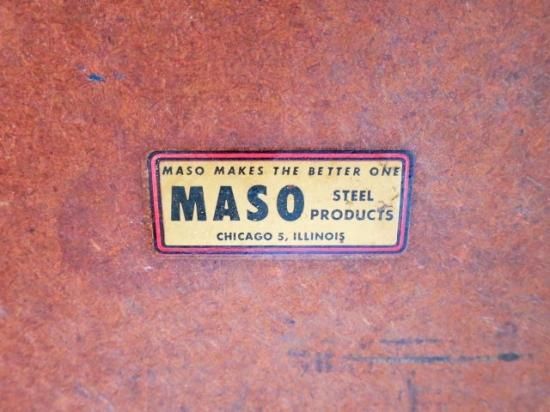 MASO MAKES THE BETTER ONE
MASO STEEL PRODUCTS
CHICAGO 5, ILLINOIS